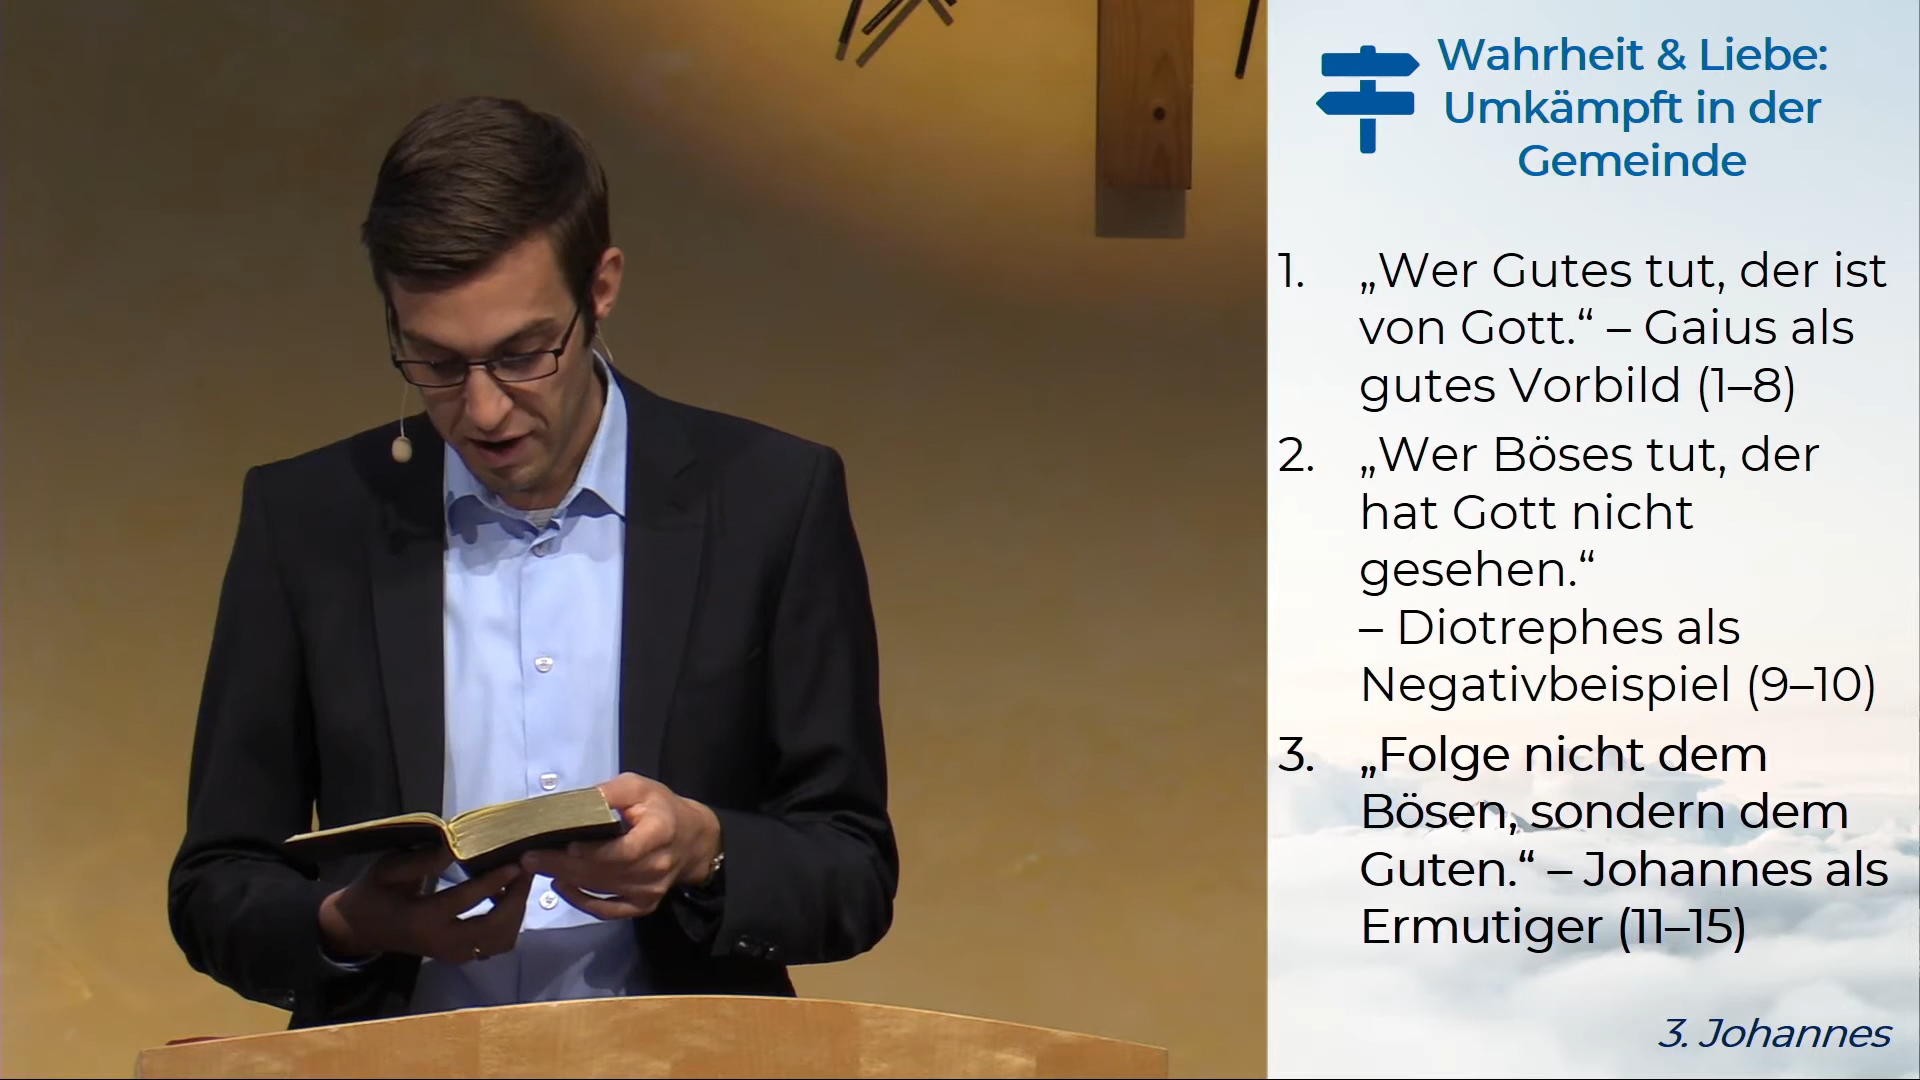 Wahrheit & Liebe:
Umkämpft in der
Gemeinde
1. „Wer Gutes tut, der ist
von Gott.“ – Gaius als
gutes Vorbild (1–8)
2. „Wer Böses tut, der
hat Gott nicht
gesehen.“
– Diotrephes als
Negativbeispiel (9–10)
3. „Folge nicht dem
Bösen, sondern dem
Guten.“ – Johannes als
Ermutiger (11–15)
3. Johannes